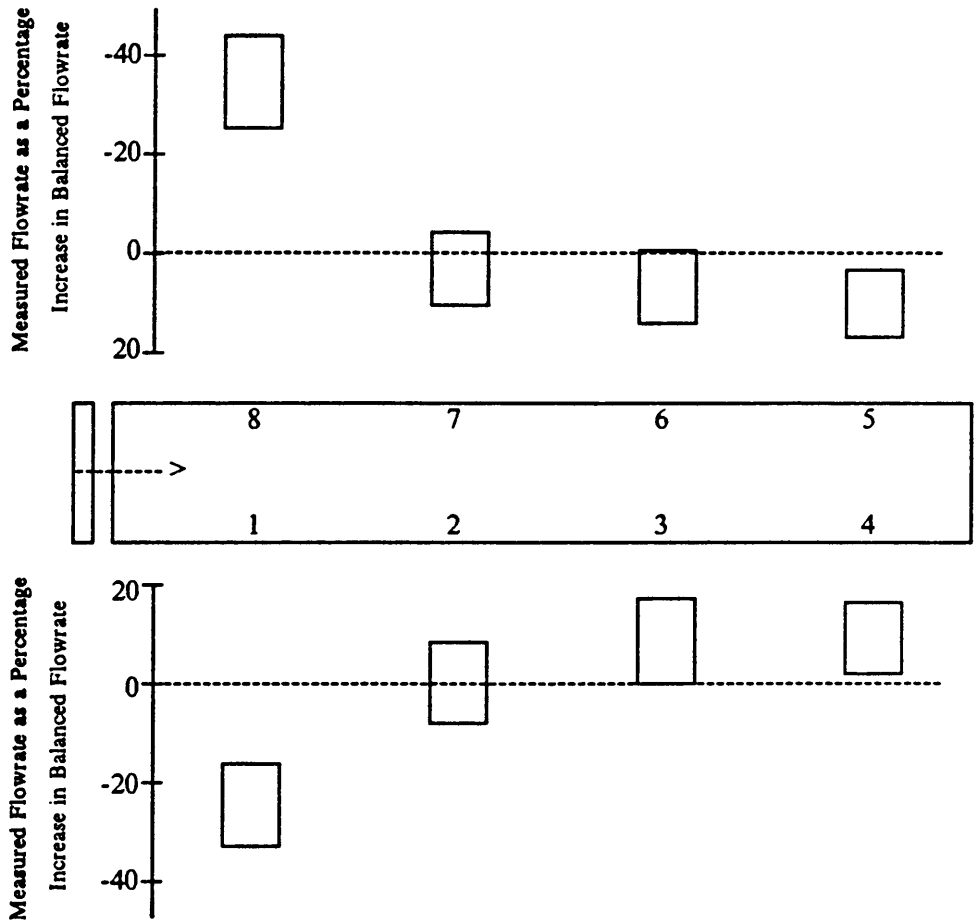 Measured Flowrate as a Percentage
Increase in Balanced Flowrate
-40
-20
0
20
8 7 6 5
>
1 2 3 4
Measured Flowrate as a Percentage
Increase in Balanced Flowrate
20
0
-20
-40